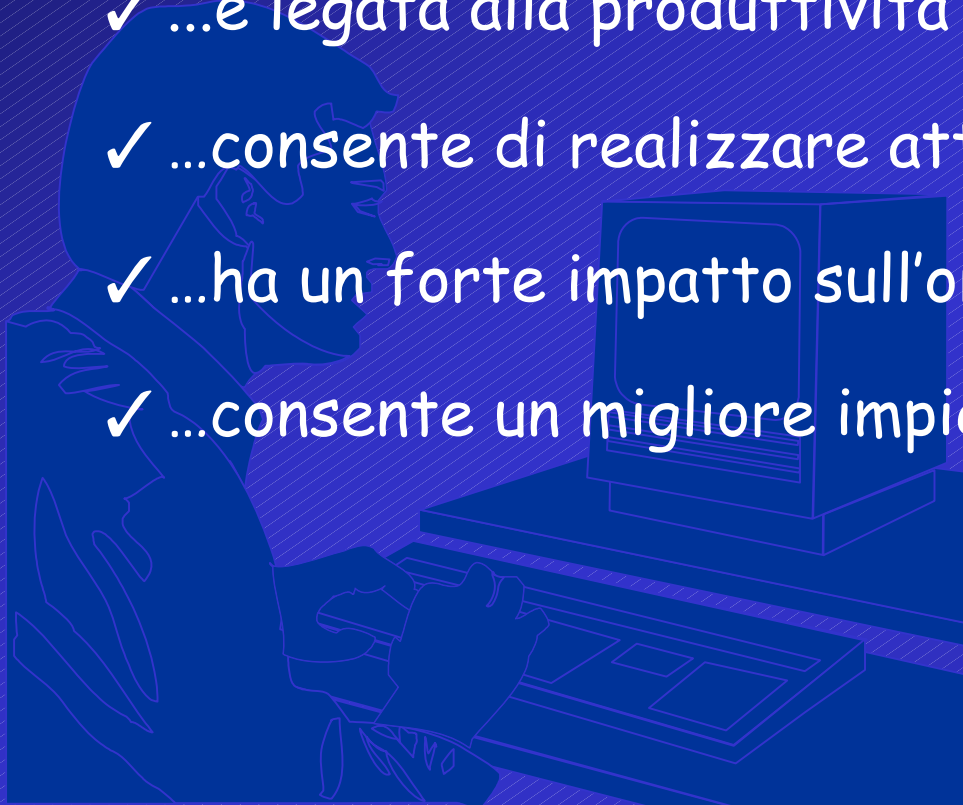 ✓ ...è legata alla produttività
✓ ...consente di realizzare
✓ ...ha un forte impatto
✓ ...consente un migliore